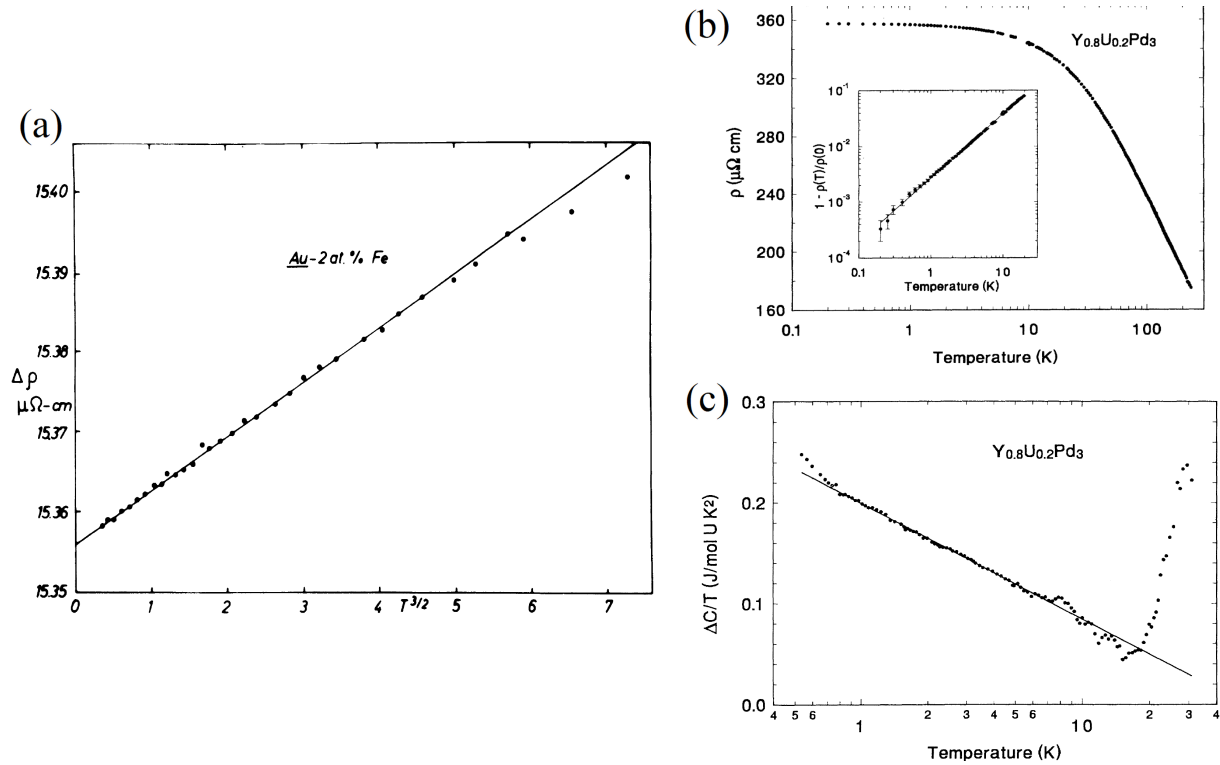 (a)
15.40
15.39
15.38
15.37
15.36
15.35
Δρ
μΩ-cm
Au-2 at. % Fe
0 1 2 3 4 T^3/2 5 6 7
(b)
360
320
280
240
200
160
ρ (μΩ cm)
Y0.8U0.2Pd3
10^-1
10^-2
10^-3
10^-4
1 - ρ(T)/ρ(0)
0.1 1 10
Temperature (K)
0.1 1 10 100
Temperature (K)
(c)
0.3
0.2
0.1
0.0
ΔC/T (J/mol U K²)
Y0.8U0.2Pd3
4 5 6 1 2 3 4 5 6 10 2 3 4
Temperature (K)